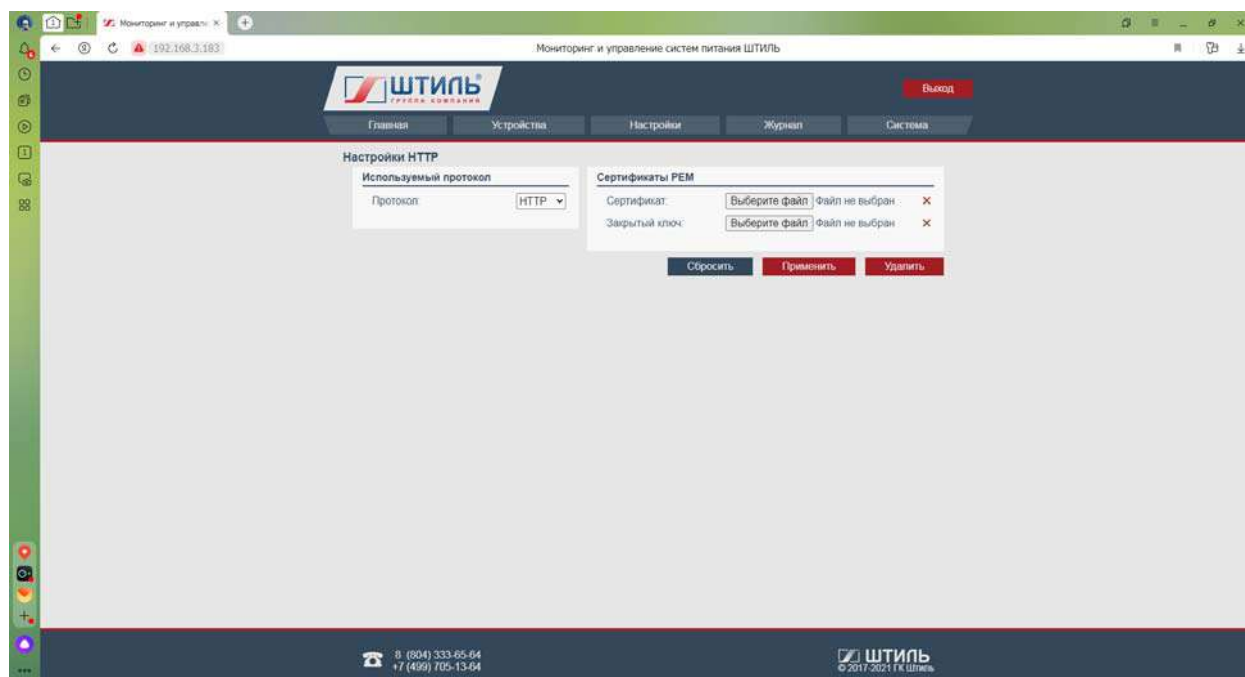 Мониторинг и управле
192.168.3.183
Мониторинг и управление систем питания ШТИЛЬ
ШТИЛЬ®
ГРУППА КОМПАНИЙ
Выход
Главная Устройства Настройки Журнал Система
Настройки HTTP
Используемый протокол
Протокол: HTTP
Сертификаты PEM
Сертификат: Выберите файл Файл не выбран
Закрытый ключ: Выберите файл Файл не выбран
Сбросить Применить Удалить
8 (804) 333-65-64
+7 (499) 705-13-64
ШТИЛЬ
© 2017-2021 ГК Штиль